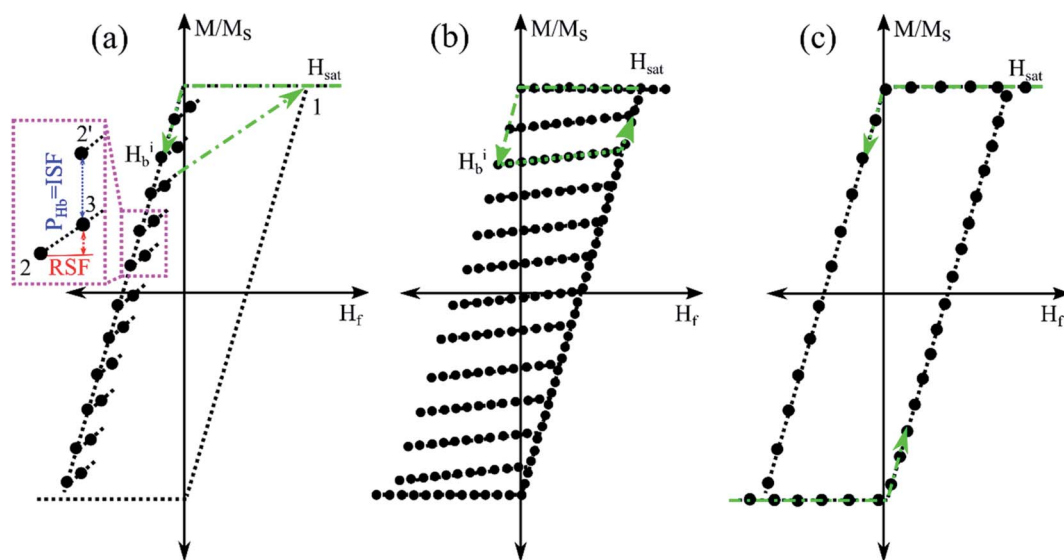 (a)
M/M_S
H_sat
1
H_b^i
2'
P_Hb=ISF
3
2
RSF
H_f
(b)
M/M_S
H_sat
H_b^i
H_f
(c)
M/M_S
H_sat
H_f